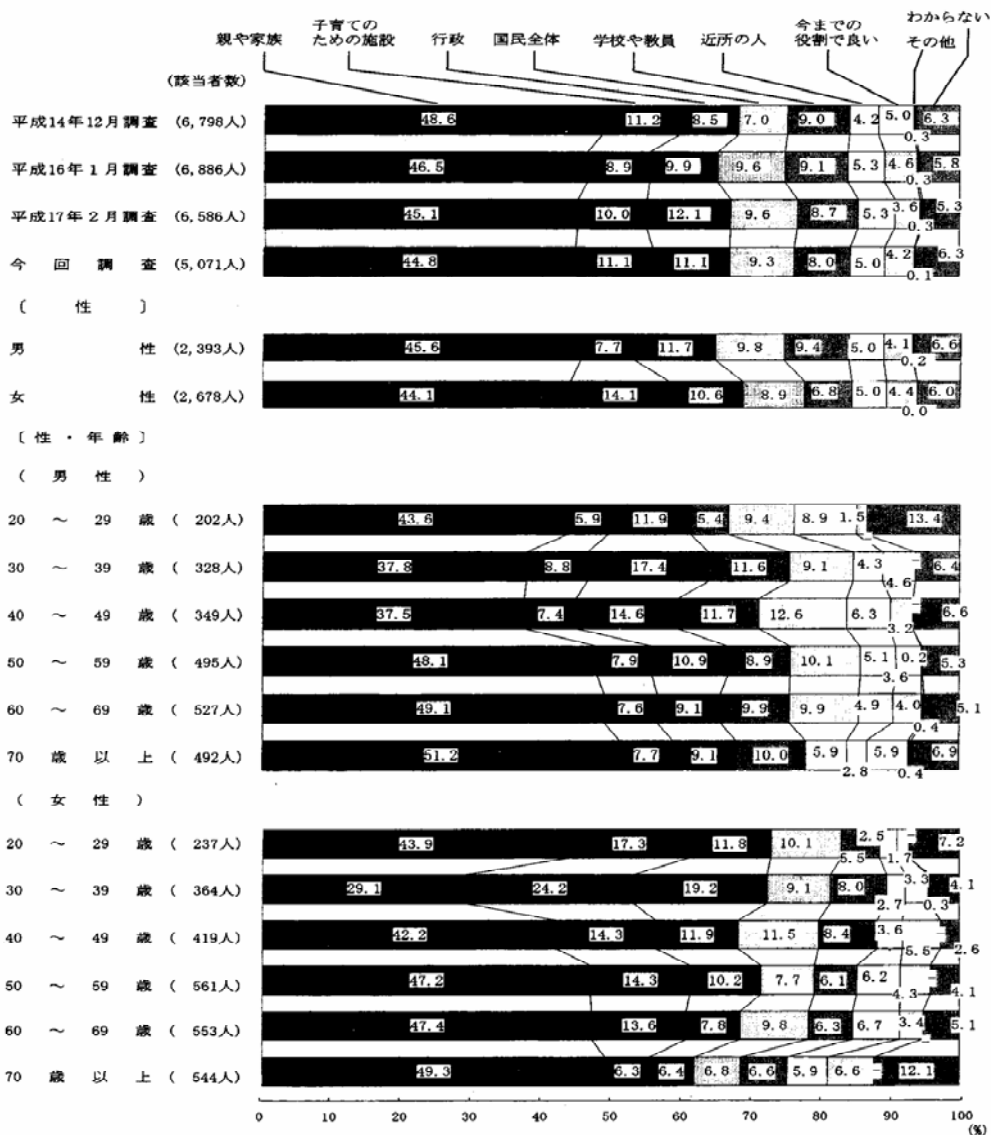 親や家族 子育てのための施設 行政 国民全体 学校や教員 近所の人 今までの役割で良い その他 わからない
(該当者数)
平成14年12月調査 (6,798人) 48.6 11.2 8.5 7.0 9.0 4.2 5.0 0.3 6.3
平成16年1月調査 (6,886人) 46.5 8.9 9.9 9.6 9.1 5.3 4.6 0.3 5.8
平成17年2月調査 (6,586人) 45.1 10.0 12.1 9.6 8.7 5.3 3.6 0.3 5.3
今回調査 (5,071人) 44.8 11.1 11.1 9.3 8.0 5.0 4.2 0.1 6.3
〔 性 〕
男性 (2,393人) 45.6 7.7 11.7 9.8 9.4 5.0 4.1 0.2 6.6
女性 (2,678人) 44.1 14.1 10.6 8.9 6.8 5.0 4.4 0.0 6.0
〔性・年齢〕
( 男性 )
20 ~ 29 歳 ( 202人) 43.6 5.9 11.9 5.4 9.4 8.9 1.5 - 13.4
30 ~ 39 歳 ( 328人) 37.8 8.8 17.4 11.6 9.1 4.3 4.6 - 6.4
40 ~ 49 歳 ( 349人) 37.5 7.4 14.6 11.7 12.6 6.3 3.2 - 6.6
50 ~ 59 歳 ( 495人) 48.1 7.9 10.9 8.9 10.1 5.1 3.6 0.2 5.3
60 ~ 69 歳 ( 527人) 49.1 7.6 9.1 9.9 9.9 4.9 4.0 0.4 5.1
70 歳以上 ( 492人) 51.2 7.7 9.1 10.0 5.9 2.8 5.9 0.4 6.9
( 女性 )
20 ~ 29 歳 ( 237人) 43.9 17.3 11.8 10.1 5.5 2.5 1.7 - 7.2
30 ~ 39 歳 ( 364人) 29.1 24.2 19.2 9.1 8.0 2.7 3.3 0.3 4.1
40 ~ 49 歳 ( 419人) 42.2 14.3 11.9 11.5 8.4 3.6 5.5 - 2.6
50 ~ 59 歳 ( 561人) 47.2 14.3 10.2 7.7 6.1 6.2 4.3 - 4.1
60 ~ 69 歳 ( 553人) 47.4 13.6 7.8 9.8 6.3 6.7 3.4 - 5.1
70 歳以上 ( 544人) 49.3 6.3 6.4 6.8 6.6 5.9 6.6 - 12.1
0 10 20 30 40 50 60 70 80 90 100
(%)